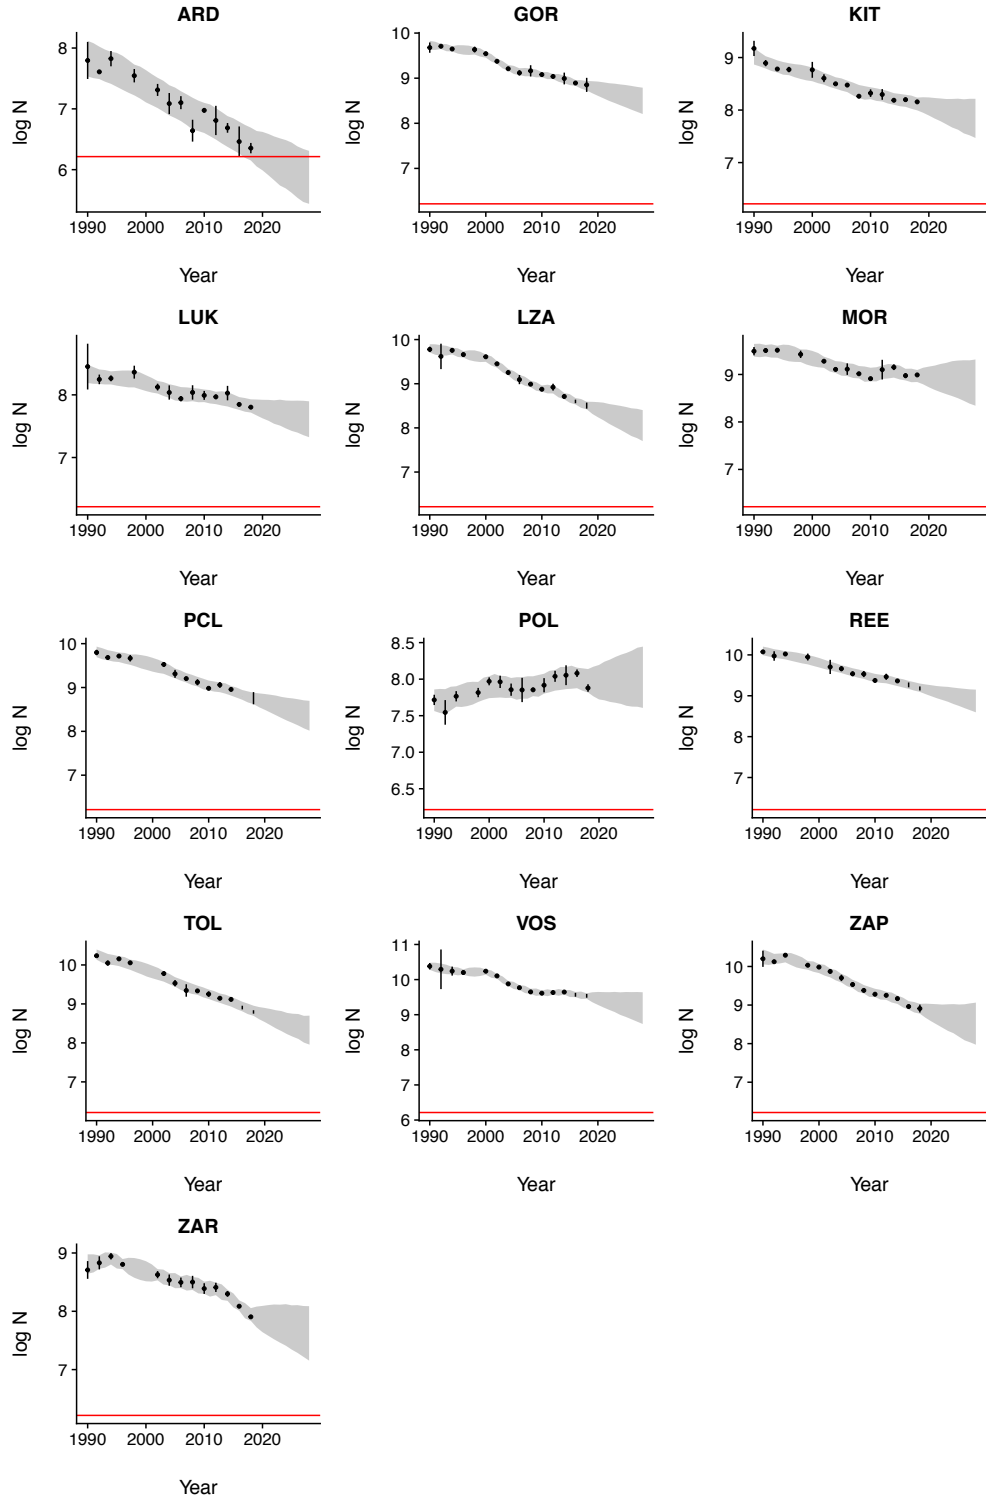 ARD GOR KIT
8 10 9
7 9 8
6 8 7
7
log N log N log N
1990 2000 2010 2020 1990 2000 2010 2020 1990 2000 2010 2020
Year Year Year
LUK LZA MOR
8 10 9
7 9 8
8 7
7
log N log N log N
1990 2000 2010 2020 1990 2000 2010 2020 1990 2000 2010 2020
Year Year Year
PCL POL REE
10 8.5 10
9 8.0 9
8 7.5 8
7 7.0 7
6.5
log N log N log N
1990 2000 2010 2020 1990 2000 2010 2020 1990 2000 2010 2020
Year Year Year
TOL VOS ZAP
10 11 10
9 10 9
8 9 8
7 8 7
7
6
log N log N log N
1990 2000 2010 2020 1990 2000 2010 2020 1990 2000 2010 2020
Year Year Year
ZAR
9
8
7
log N
1990 2000 2010 2020
Year